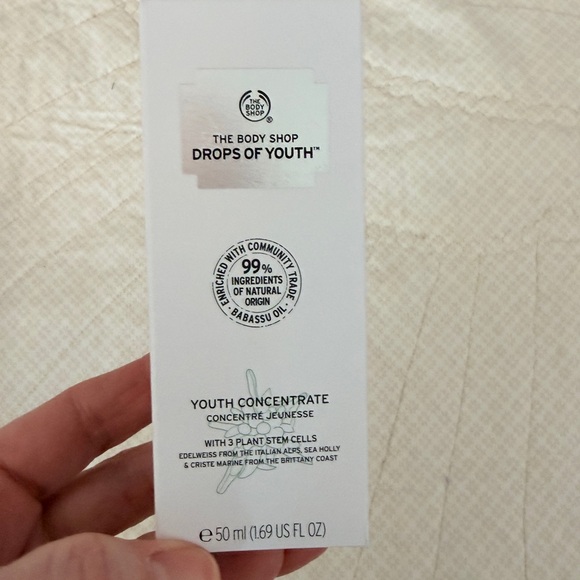 THE
BODY
SHOP
®
THE BODY SHOP
DROPS OF YOUTH™
ENRICHED WITH COMMUNITY TRADE
· BABASSU OIL ·
99%
INGREDIENTS
OF NATURAL
ORIGIN
YOUTH CONCENTRATE
CONCENTRÉ JEUNESSE
WITH 3 PLANT STEM CELLS
EDELWEISS FROM THE ITALIAN ALPS, SEA HOLLY
& CRISTE MARINE FROM THE BRITTANY COAST
℮ 50 ml (1.69 US FL OZ)